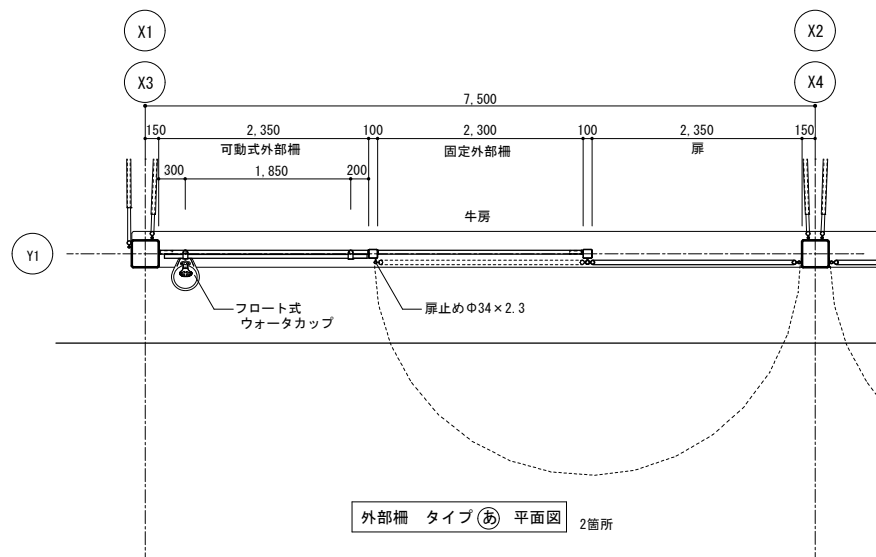 X1
X2
X3
X4
7,500
150
2,350
100
2,300
100
2,350
150
可動式外部柵
固定外部柵
扉
300
1,850
200
牛房
Y1
フロート式
ウォータカップ
扉止めΦ34×2.3
外部柵 タイプ あ 平面図
2箇所